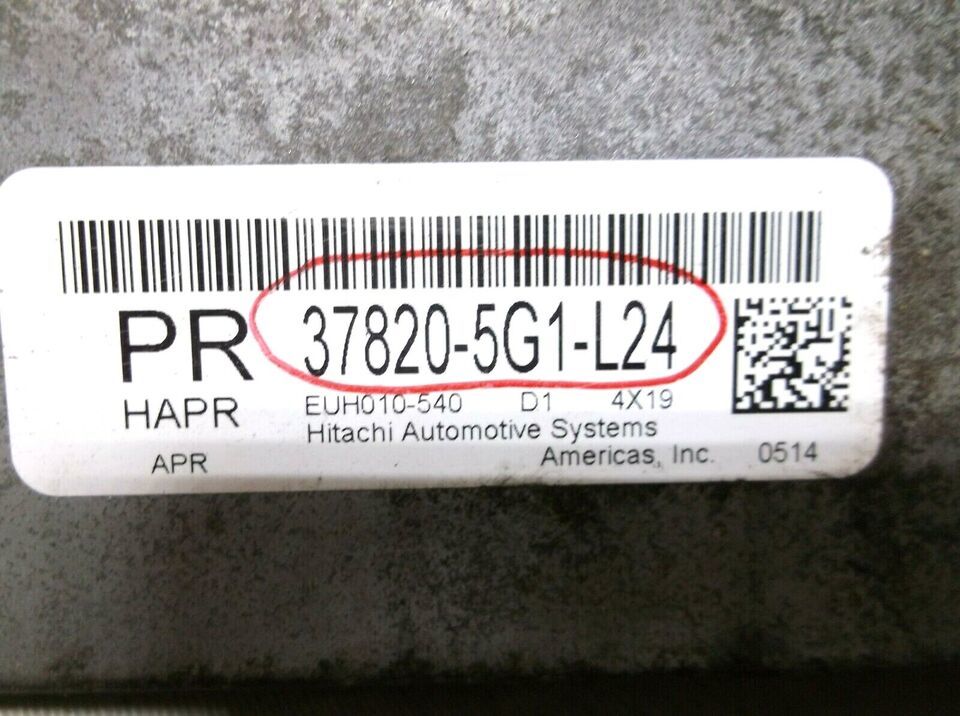 PR 37820-5G1-L24
HAPR EUH010-540 D1 4X19
Hitachi Automotive Systems
APR Americas, Inc. 0514